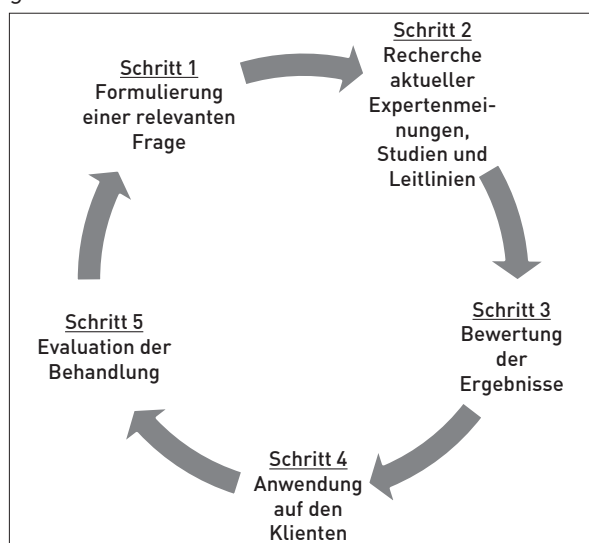 Schritt 1
Formulierung
einer relevanten
Frage
Schritt 2
Recherche
aktueller
Expertenmei-
nungen,
Studien und
Leitlinien
Schritt 3
Bewertung
der
Ergebnisse
Schritt 4
Anwendung
auf den
Klienten
Schritt 5
Evaluation der
Behandlung